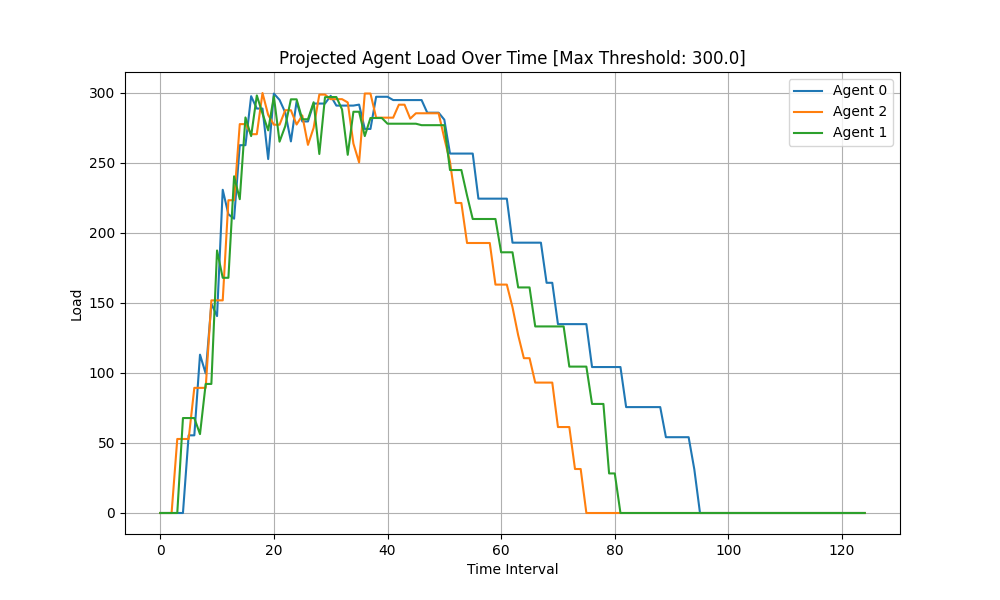 Projected Agent Load Over Time [Max Threshold: 300.0]
Agent 0
Agent 2
Agent 1
Load
300
250
200
150
100
50
0
0 20 40 60 80 100 120
Time Interval